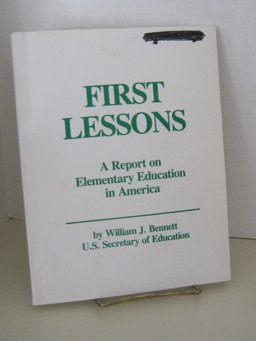 FIRST
LESSONS
A Report on
Elementary Education
in America
by William J. Bennett
U.S. Secretary of Education